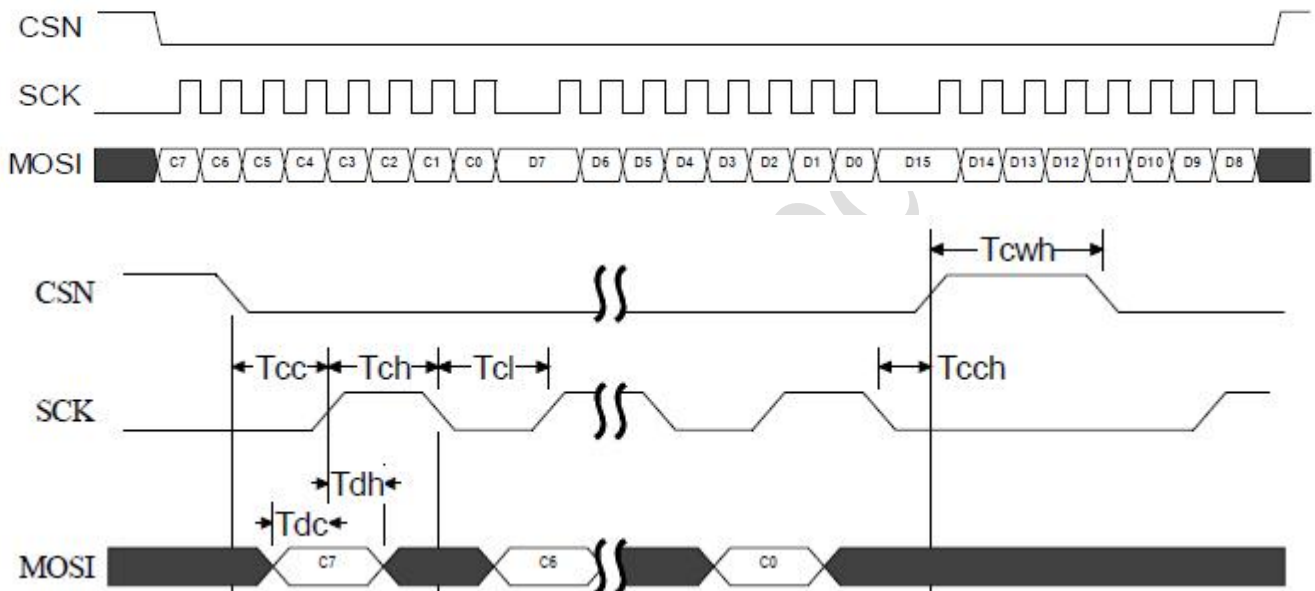 CSN
SCK
MOSI C7 C6 C5 C4 C3 C2 C1 C0 D7 D6 D5 D4 D3 D2 D1 D0 D15 D14 D13 D12 D11 D10 D9 D8
Tcwh
CSN
Tcc Tch Tcl Tcch
SCK
Tdh
Tdc
MOSI C7 C6 C0